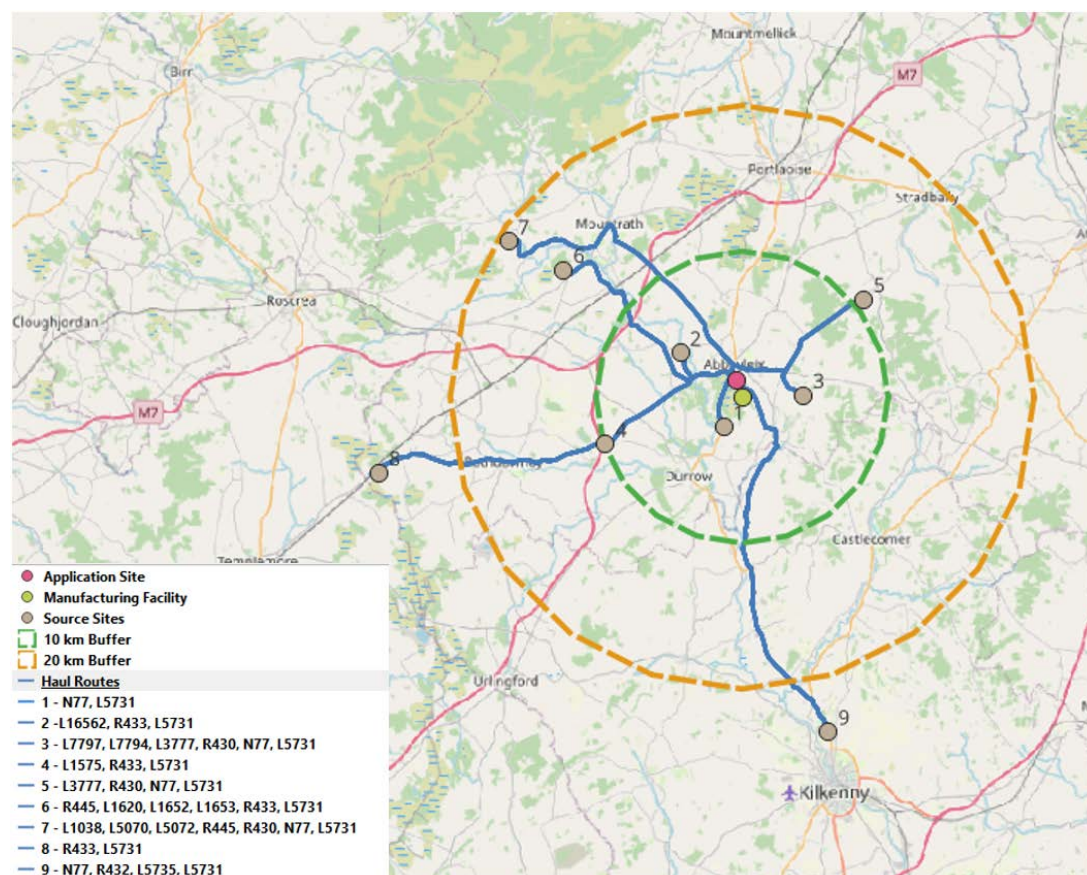 Mountmellick
Birr
M7
Portlaoise
Stradbally
Mountrath
7
6
5
Roscrea
Cloughjordan
2
3
1
M7
4
8
Durrow
Castlecomer
Templemore
Application Site
Manufacturing Facility
Source Sites
10 km Buffer
20 km Buffer
Urlingford
Haul Routes
1 - N77, L5731
2 -L16562, R433, L5731
9
3 - L7797, L7794, L3777, R430, N77, L5731
4 - L1575, R433, L5731
5 - L3777, R430, N77, L5731
Kilkenny
6 - R445, L1620, L1652, L1653, R433, L5731
7 - L1038, L5070, L5072, R445, R430, N77, L5731
8 - R433, L5731
9 - N77, R432, L5735, L5731